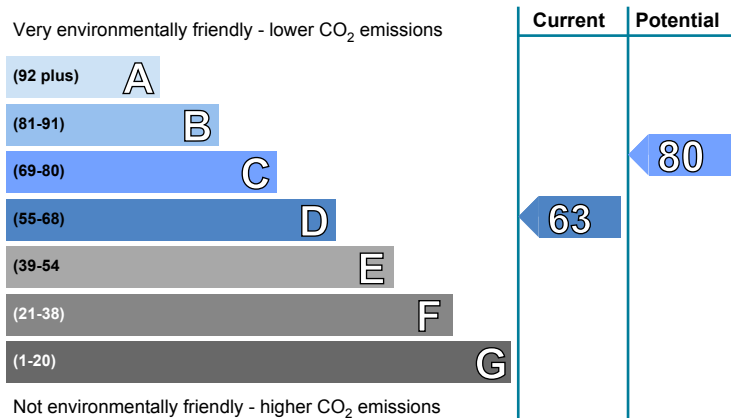 Very environmentally friendly - lower CO2 emissions
Current
Potential
(92 plus) A
(81-91) B
(69-80) C
80
(55-68) D
63
(39-54 E
(21-38) F
(1-20) G
Not environmentally friendly - higher CO2 emissions